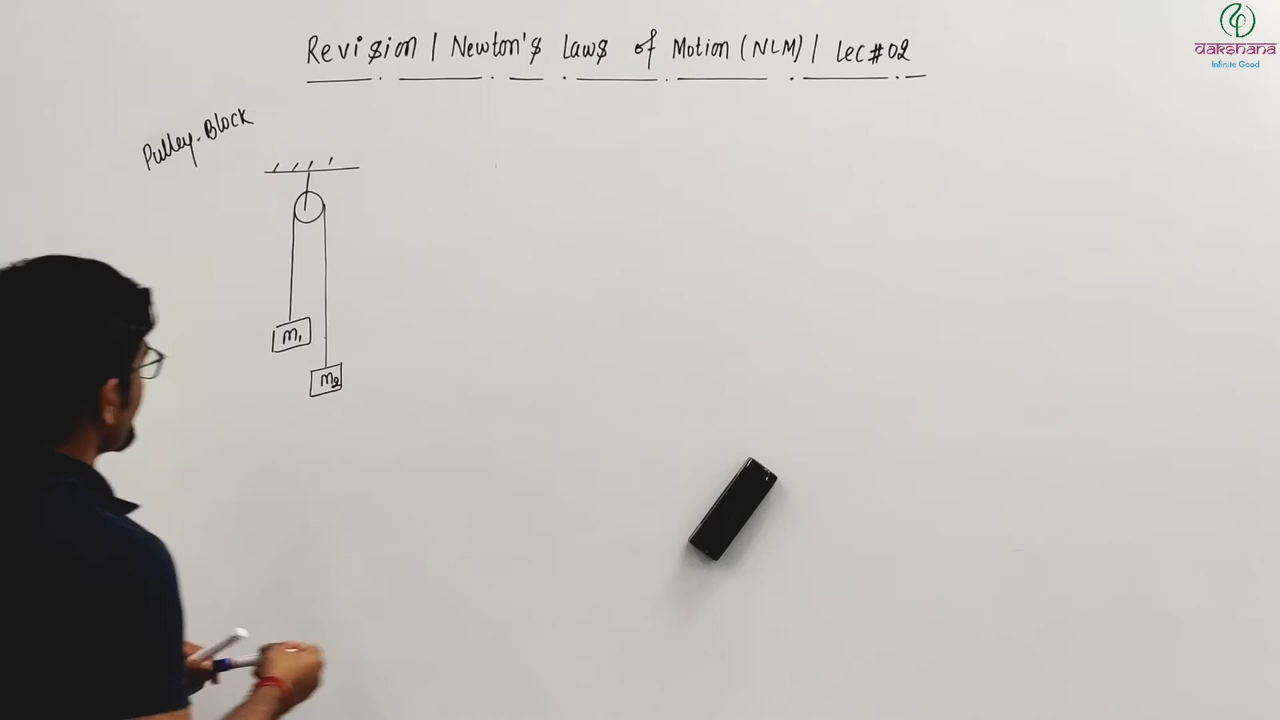 Revision | Newton's Laws of Motion (NLM) | Lec#02
dakshana
Infinite Good
Pulley-Block
m1
m2